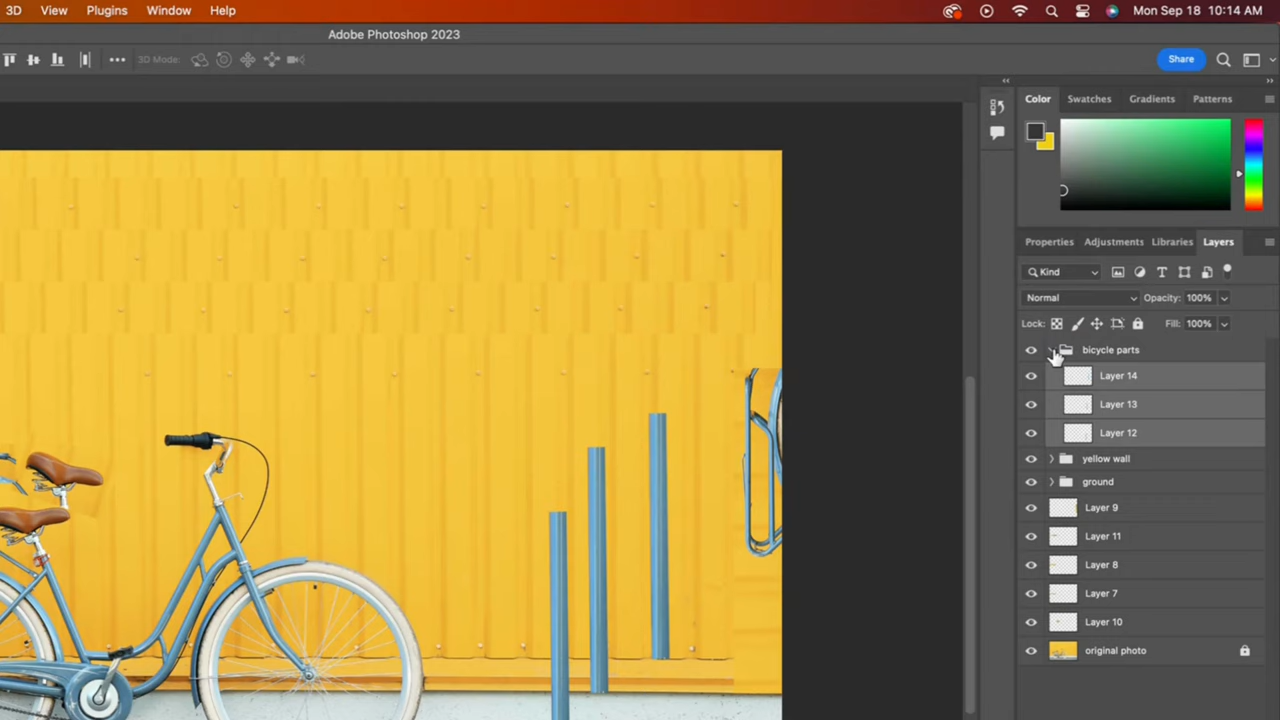 3D View Plugins Window Help Mon Sep 18 10:14 AM
Adobe Photoshop 2023
3D Mode: Share
Color Swatches Gradients Patterns
Properties Adjustments Libraries Layers
Kind
Normal Opacity: 100%
Lock: Fill: 100%
bicycle parts
Layer 14
Layer 13
Layer 12
yellow wall
ground
Layer 9
Layer 11
Layer 8
Layer 7
Layer 10
original photo